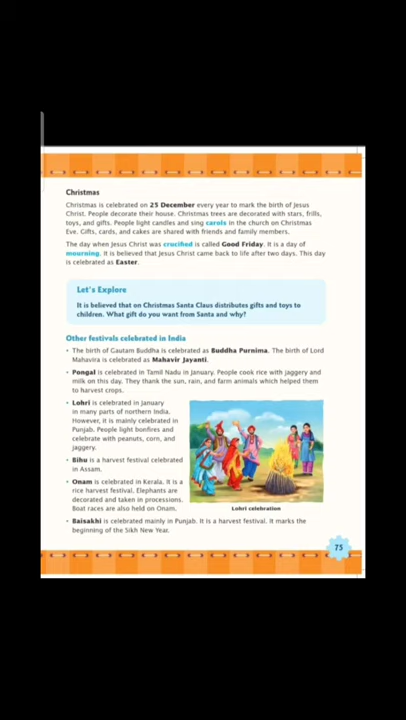 Christmas
Christmas is celebrated on 25 December every year to mark the birth of Jesus
Christ. People decorate their house. Christmas trees are decorated with stars, frills,
toys, and gifts. People light candles and sing carols in the church on Christmas
Eve. Gifts, cards, and cakes are shared with friends and family members.
The day when Jesus Christ was crucified is called Good Friday. It is a day of
mourning. It is believed that Jesus Christ came back to life after two days. This day
is celebrated as Easter.
Let's Explore
It is believed that on Christmas Santa Claus distributes gifts and toys to
children. What gift do you want from Santa and why?
Other festivals celebrated in India
• The birth of Gautam Buddha is celebrated as Buddha Purnima. The birth of Lord
Mahavira is celebrated as Mahavir Jayanti.
• Pongal is celebrated in Tamil Nadu in January. People cook rice with jaggery and
milk on this day. They thank the sun, rain, and farm animals which helped them
to harvest crops.
• Lohri is celebrated in January
in many parts of northern India.
However, it is mainly celebrated in
Punjab. People light bonfires and
celebrate with peanuts, corn, and
jaggery.
• Bihu is a harvest festival celebrated
in Assam.
• Onam is celebrated in Kerala. It is a
rice harvest festival. Elephants are
decorated and taken in processions.
Boat races are also held on Onam.
Lohri celebration
• Baisakhi is celebrated mainly in Punjab. It is a harvest festival. It marks the
beginning of the Sikh New Year.
75